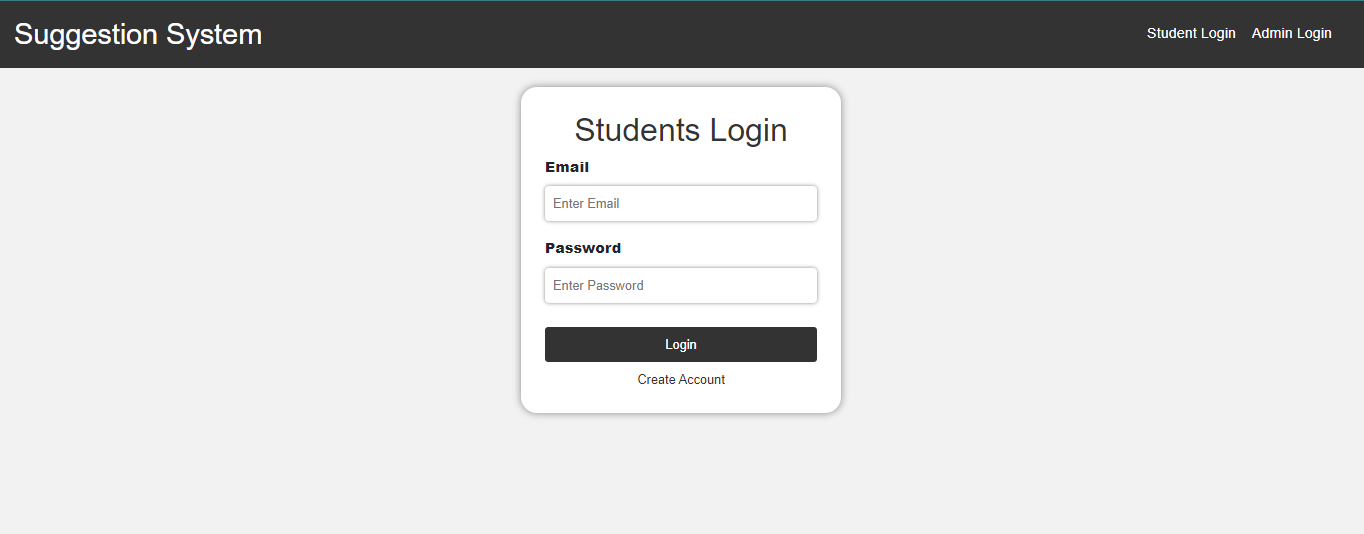 Suggestion System
Student Login Admin Login
Students Login
Email
Enter Email
Password
Enter Password
Login
Create Account